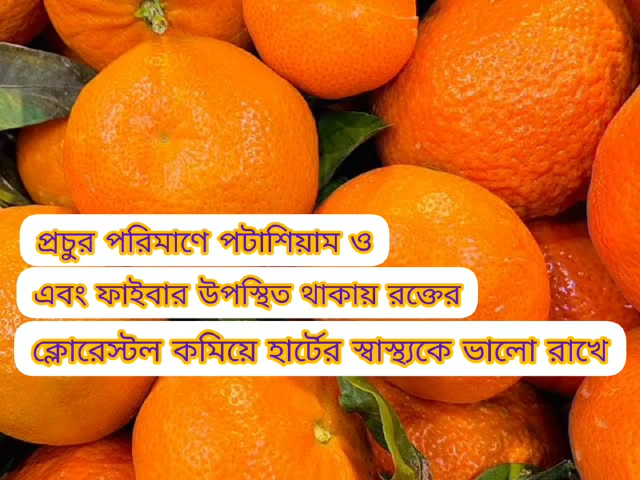 প্রচুর পরিমাণে পটাশিয়াম ও
এবং ফাইবার উপস্থিত থাকায় রক্তের
ক্লোরেস্টল কমিয়ে হার্টের স্বাস্থ্যকে ভালো রাখে